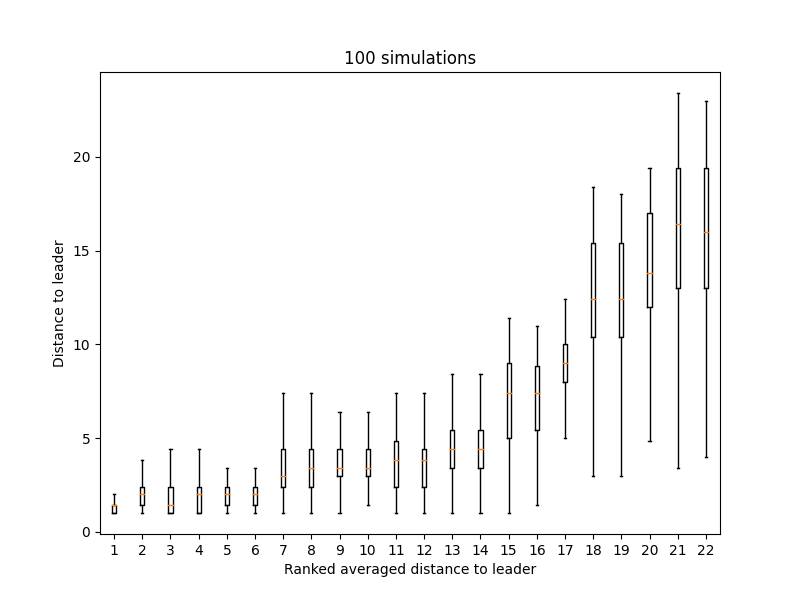 100 simulations
Distance to leader
20
15
10
5
0
1 2 3 4 5 6 7 8 9 10 11 12 13 14 15 16 17 18 19 20 21 22
Ranked averaged distance to leader